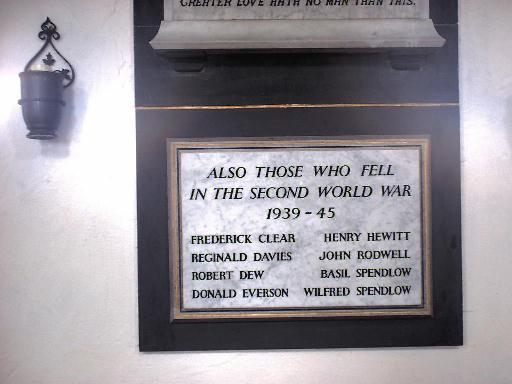 GREATER LOVE HATH NO MAN THAN THIS.
ALSO THOSE WHO FELL
IN THE SECOND WORLD WAR
1939-45
FREDERICK CLEAR HENRY HEWITT
REGINALD DAVIES JOHN RODWELL
ROBERT DEW BASIL SPENDLOW
DONALD EVERSON WILFRED SPENDLOW